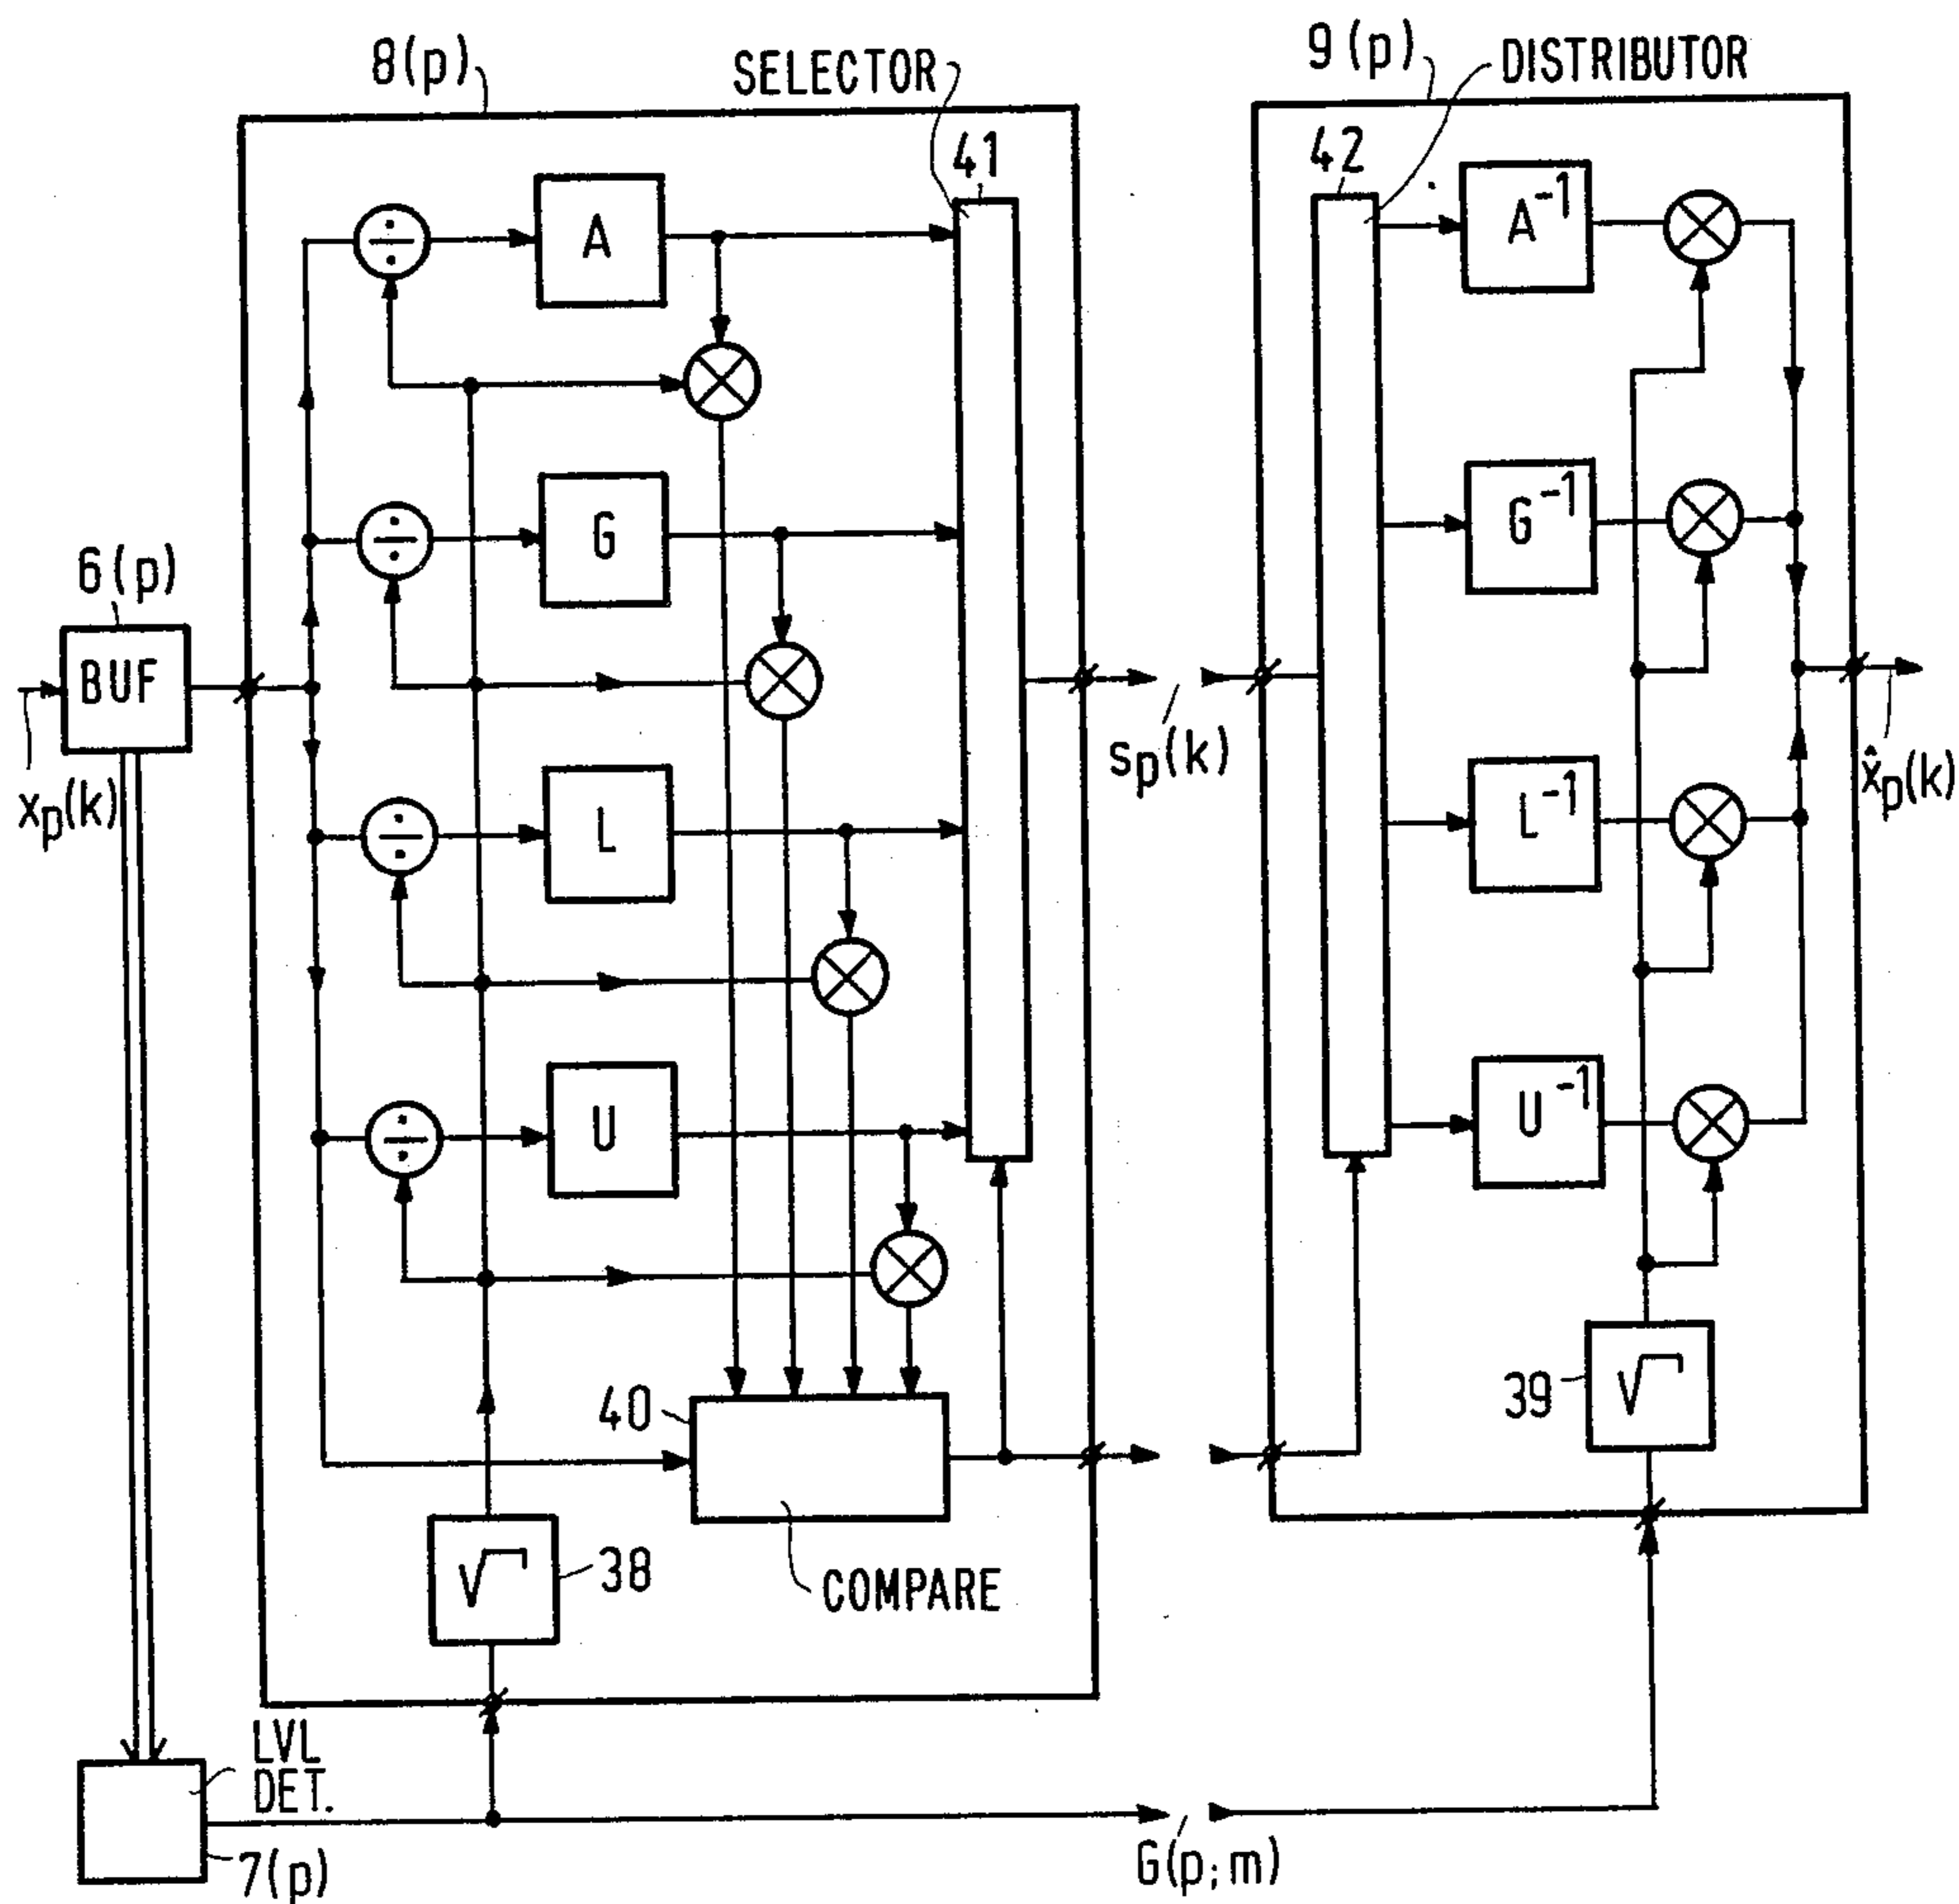 8(p)
SELECTOR
9(p)
DISTRIBUTOR
41
42
A
A⁻¹
G
G⁻¹
6(p)
BUF
xₚ(k)
sₚ(k)
x̂ₚ(k)
L
L⁻¹
U
U⁻¹
40
39
√
38
√
COMPARE
LVL
DET.
7(p)
G(p;m)